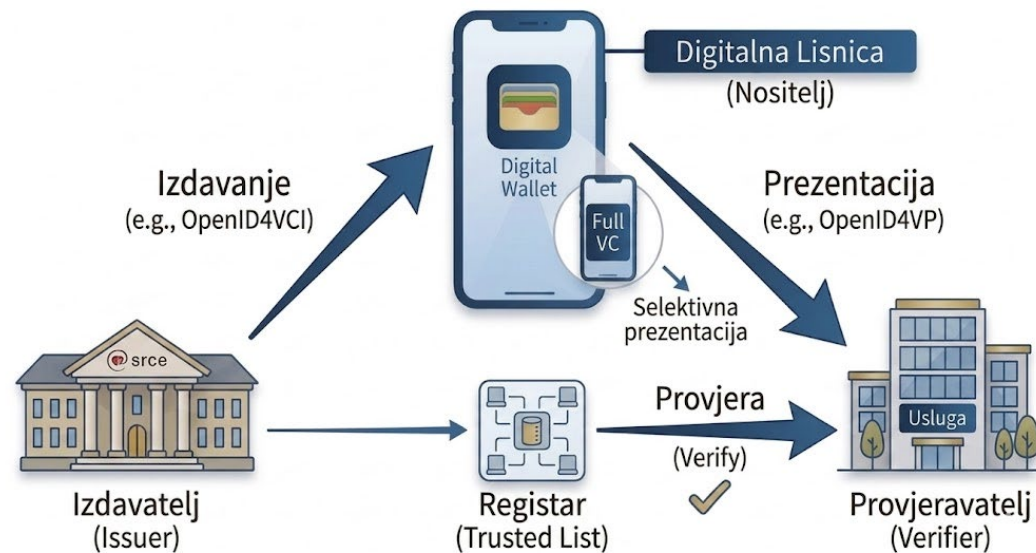 Digitalna Lisnica
(Nositelj)
Digital
Wallet
Full
VC
Izdavanje
(e.g., OpenID4VCI)
Prezentacija
(e.g., OpenID4VP)
Selektivna
prezentacija
srce
Provjera
(Verify)
Usluga
Izdavatelj
(Issuer)
Registar
(Trusted List)
Provjeravatelj
(Verifier)